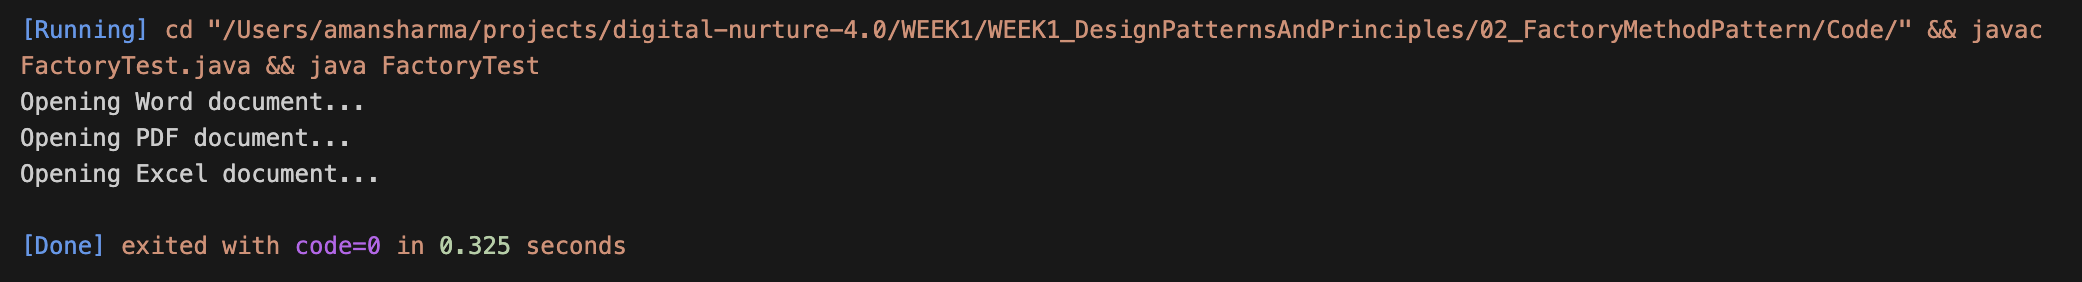 [Running] cd "/Users/amansharma/projects/digital-nurture-4.0/WEEK1/WEEK1_DesignPatternsAndPrinciples/02_FactoryMethodPattern/Code/" && javac
FactoryTest.java && java FactoryTest
Opening Word document...
Opening PDF document...
Opening Excel document...
[Done] exited with code=0 in 0.325 seconds